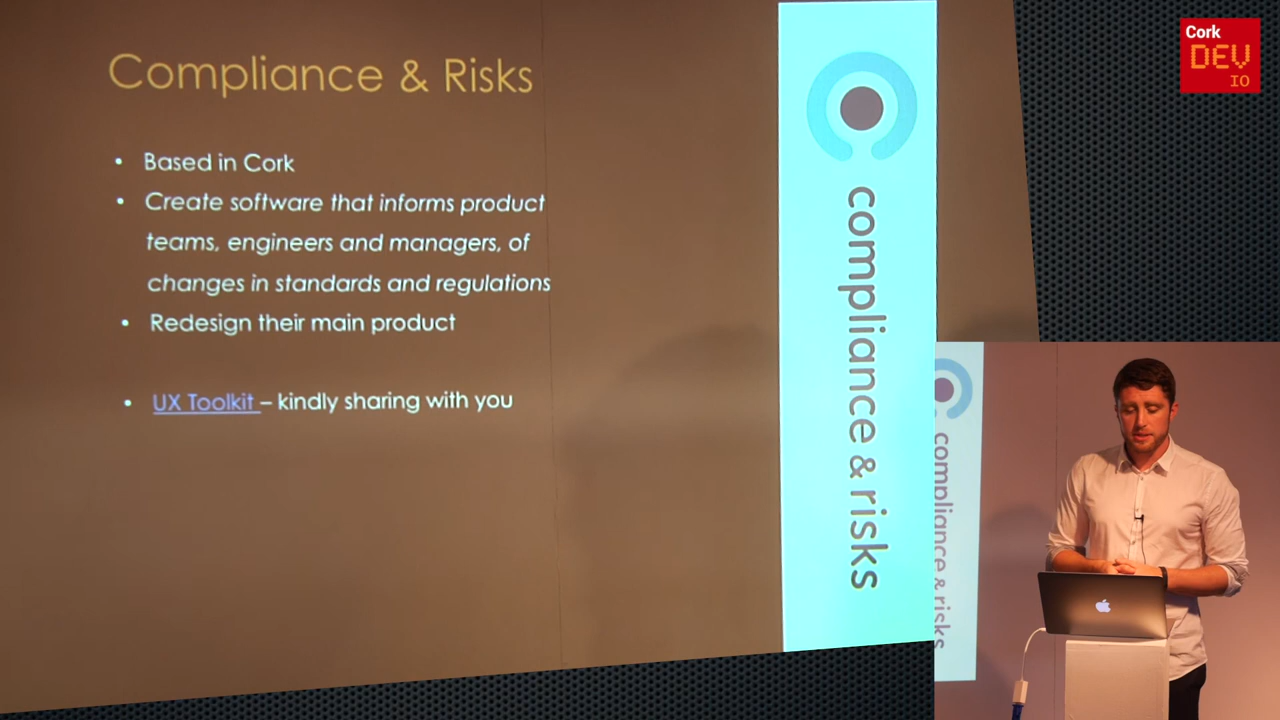 Compliance & Risks
• Based in Cork
• Create software that informs product
teams, engineers and managers, of
changes in standards and regulations
• Redesign their main product
• UX Toolkit – kindly sharing with you
compliance & risks
Cork
DEV
IO
compliance & risks